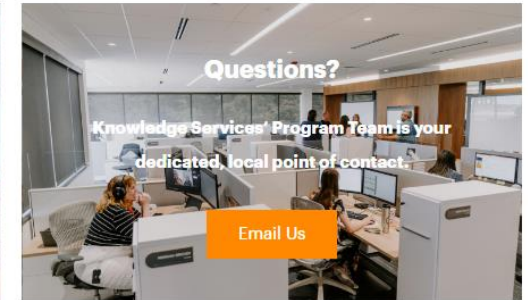 Questions?
Knowledge Services' Program Team is your
dedicated, local point of contact.
Email Us